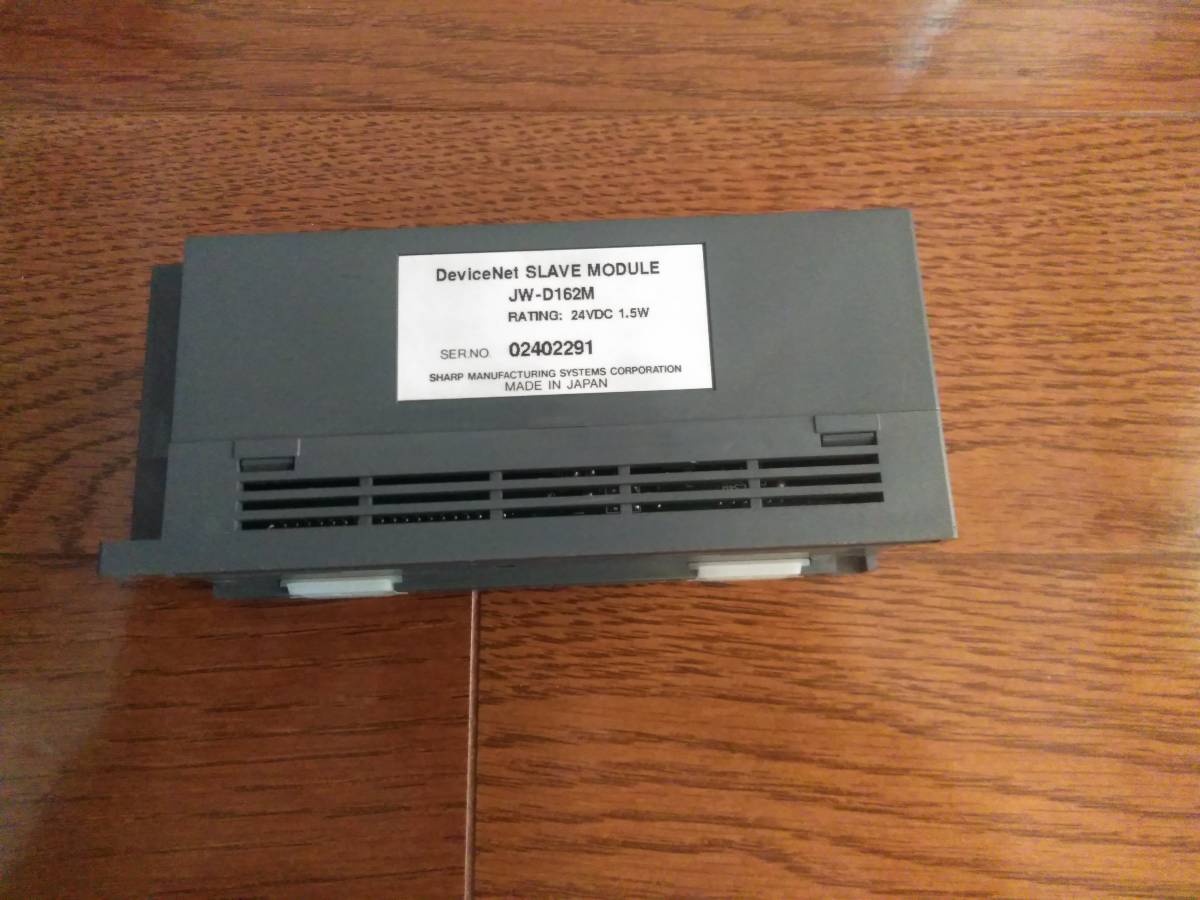 DeviceNet SLAVE MODULE
JW-D162M
RATING: 24VDC 1.5W
SER.NO. 02402291
SHARP MANUFACTURING SYSTEMS CORPORATION
MADE IN JAPAN